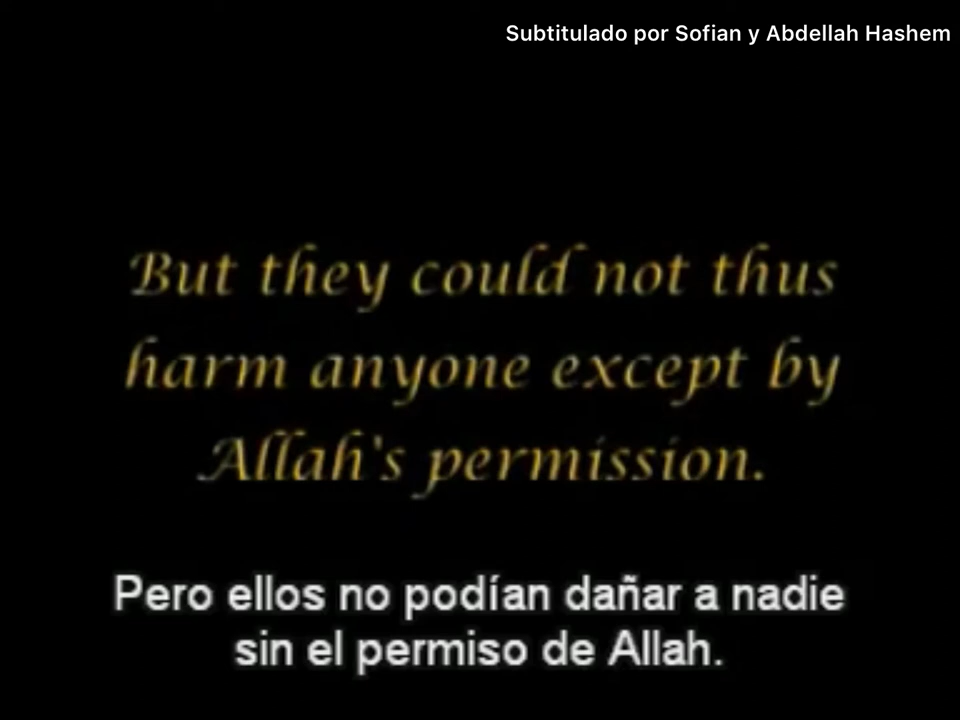 Subtitulado por Sofian y Abdellah Hashem
But they could not thus
harm anyone except by
Allah's permission.
Pero ellos no podían dañar a nadie
sin el permiso de Allah.